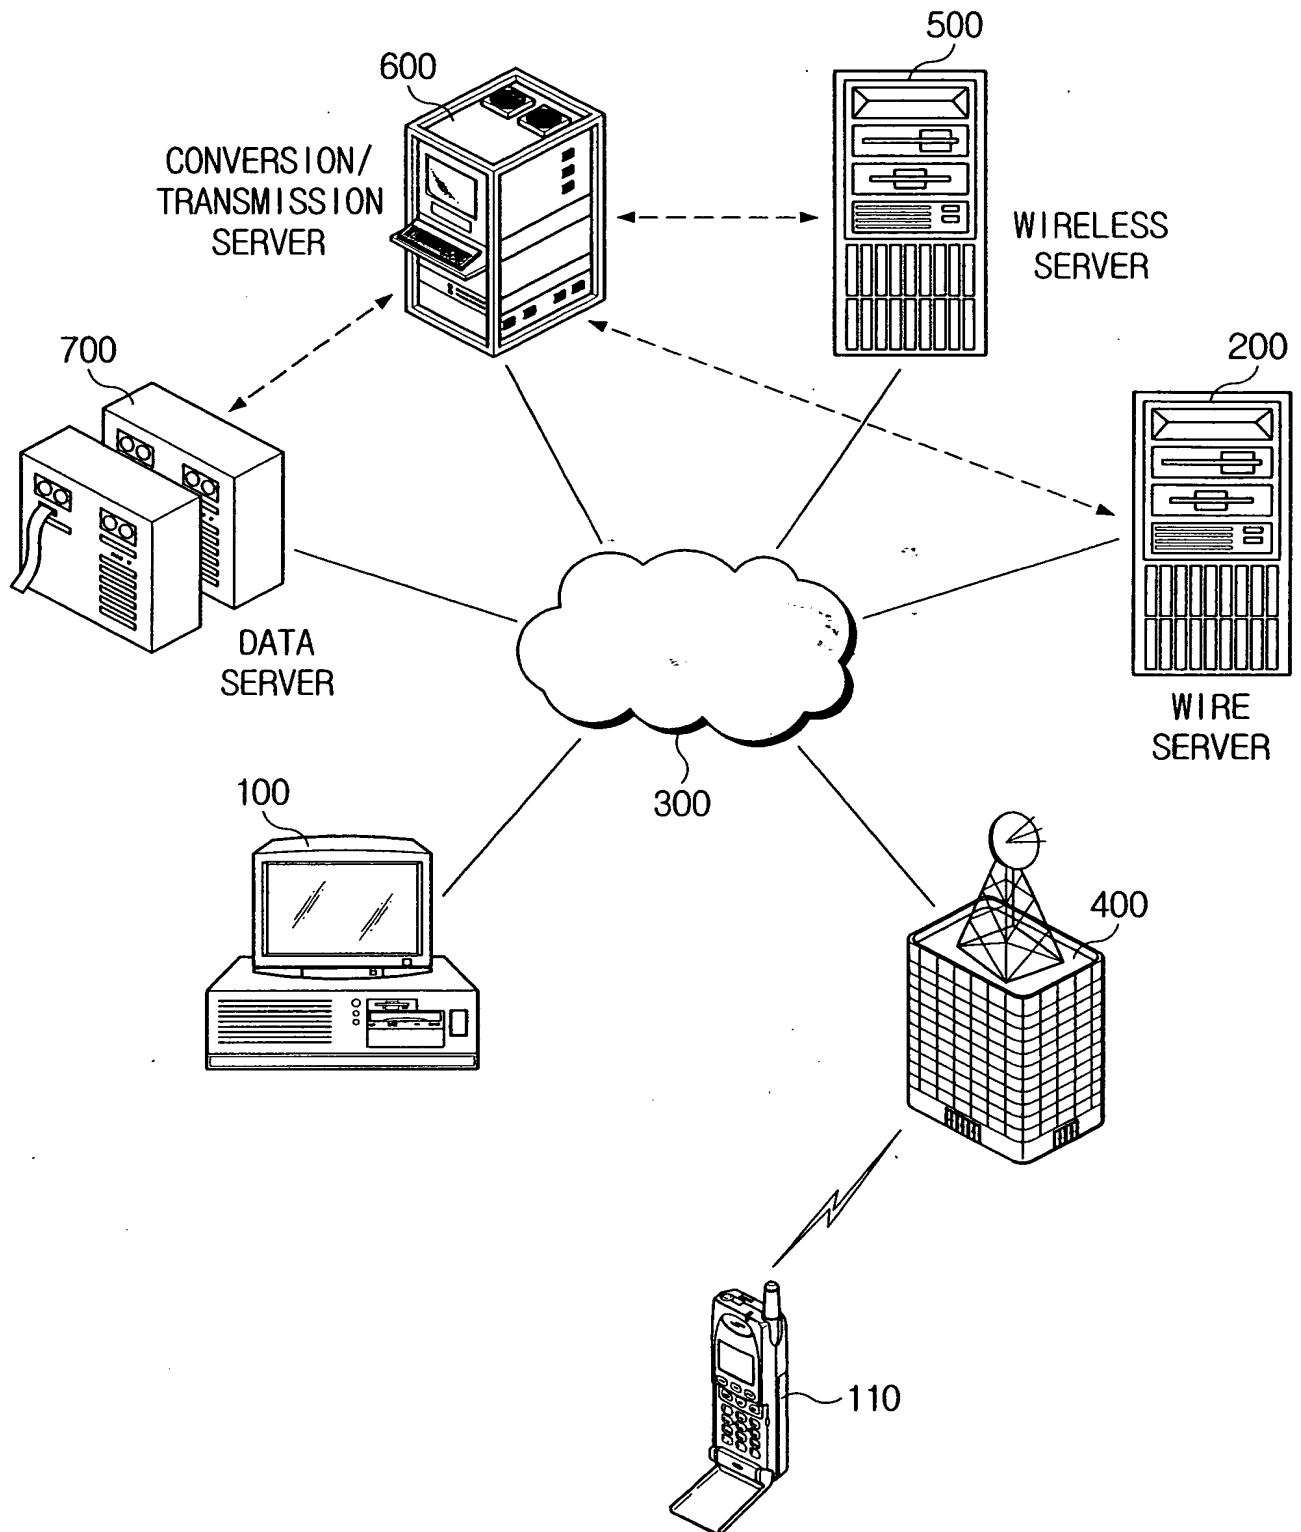 500
600
CONVERSION/
TRANSMISSION
SERVER
WIRELESS
SERVER
700
200
DATA
SERVER
WIRE
SERVER
300
100
400
110